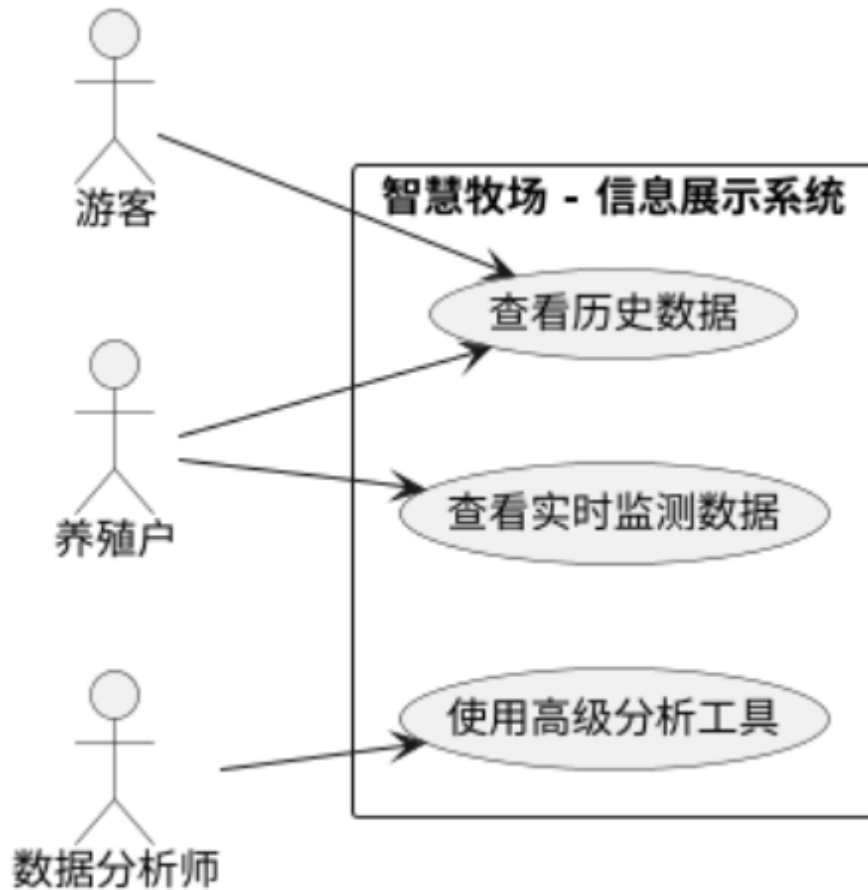 游客
智慧牧场 - 信息展示系统
查看历史数据
养殖户
查看实时监测数据
使用高级分析工具
数据分析师